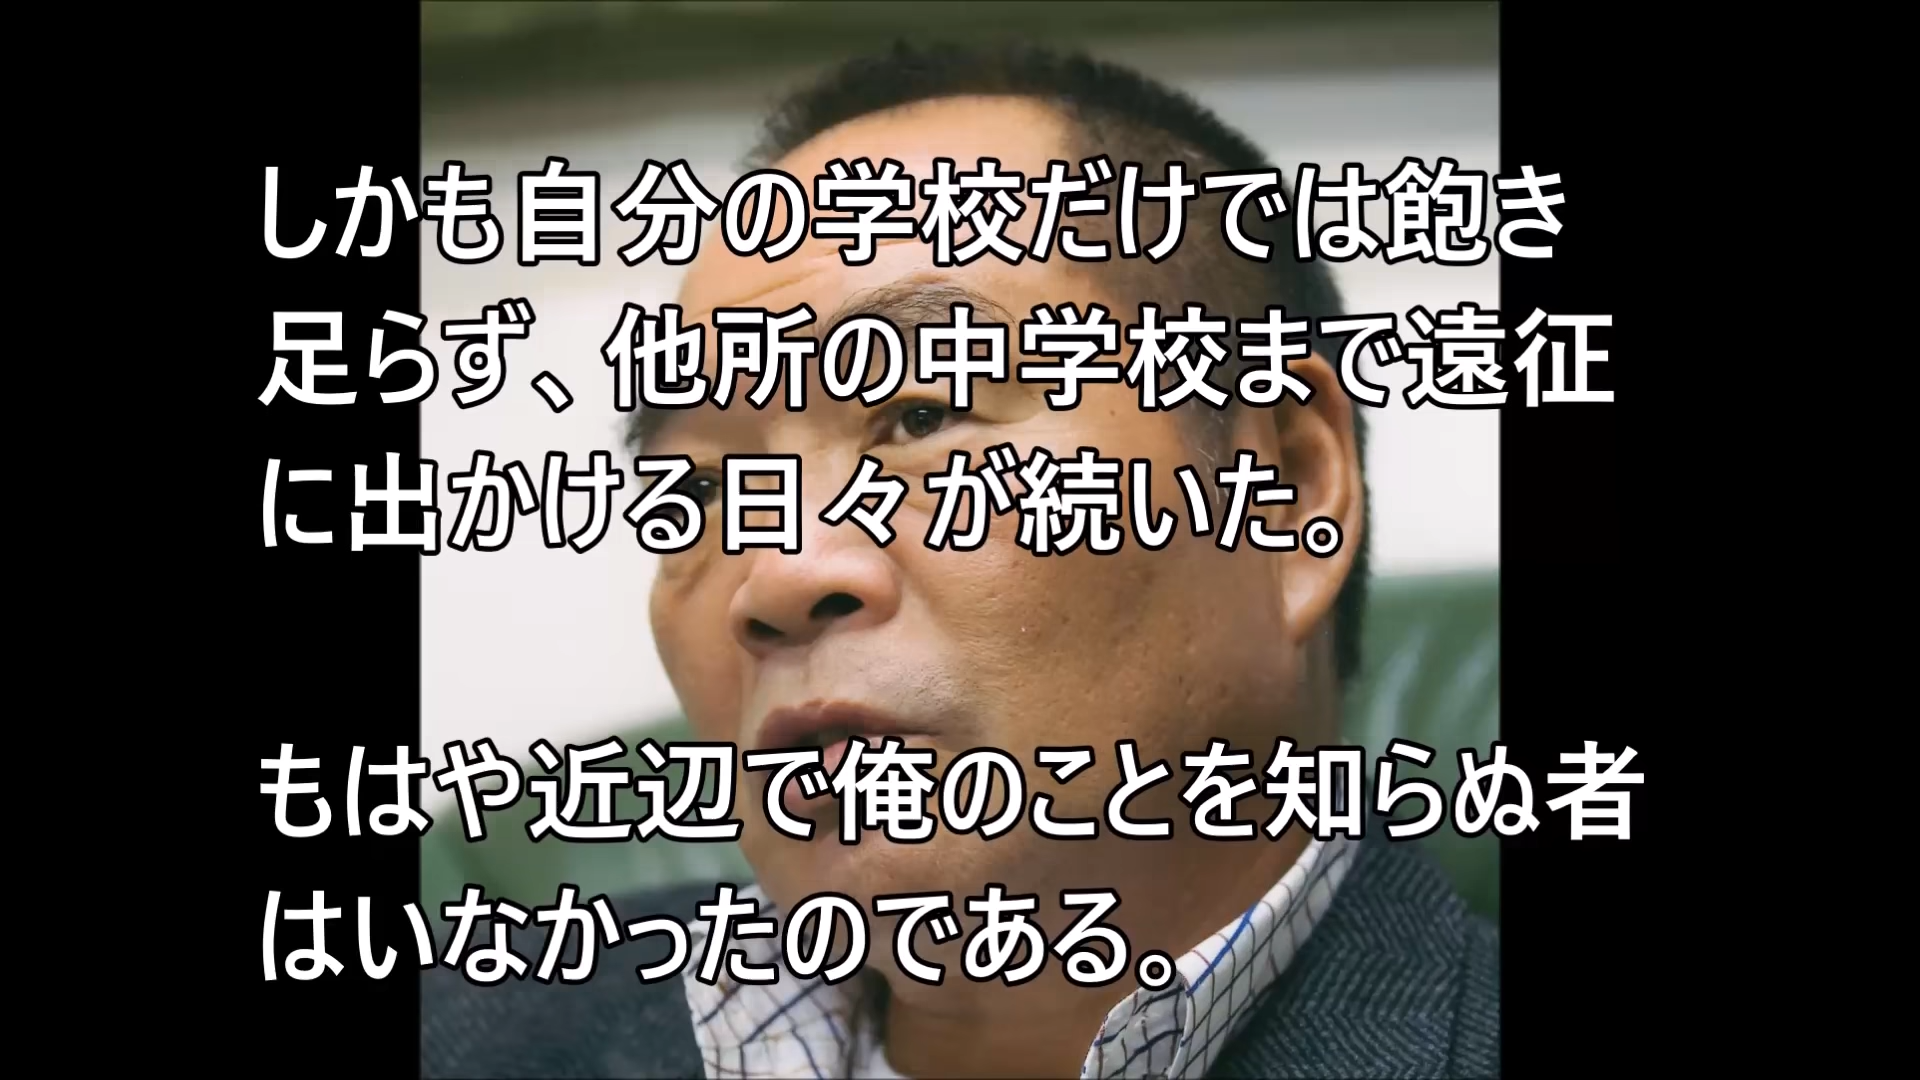 しかも自分の学校だけでは飽き
足らず、他所の中学校まで遠征
に出かける日々が続いた。
もはや近辺で俺のことを知らぬ者
はいなかったのである。